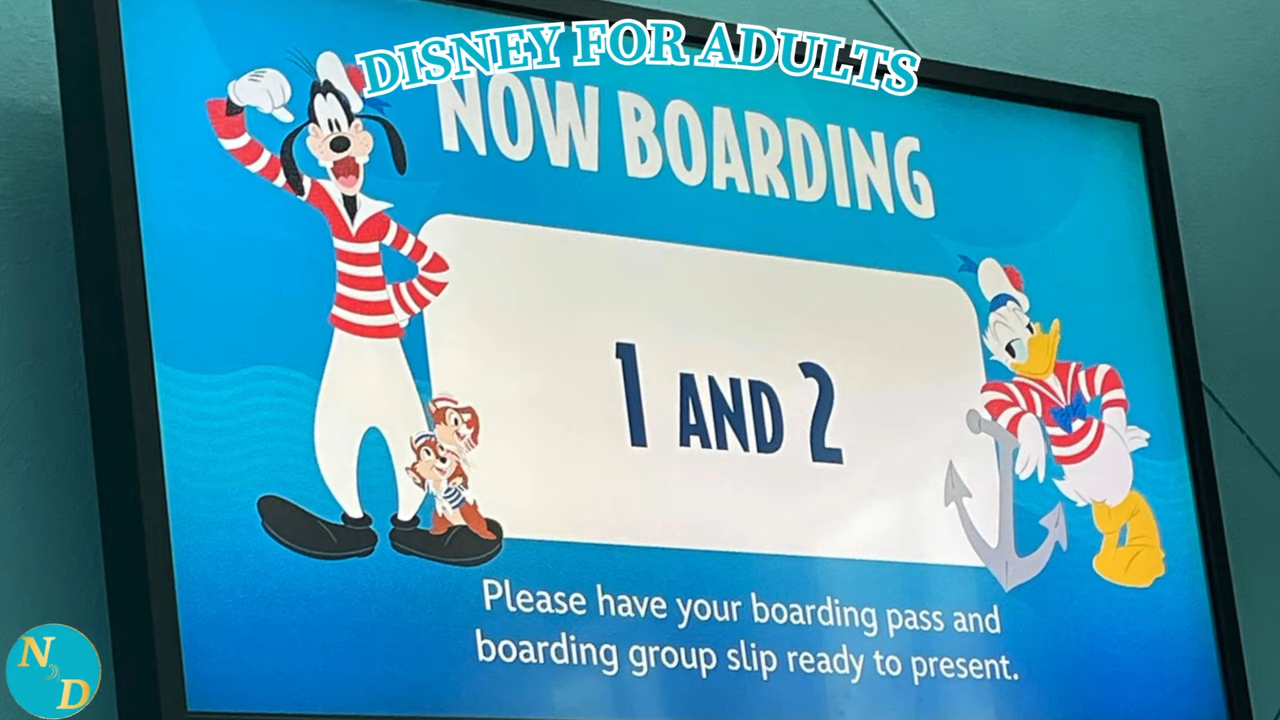 DISNEY FOR ADULTS
NOW BOARDING
1 AND 2
Please have your boarding pass and
boarding group slip ready to present.
N
D